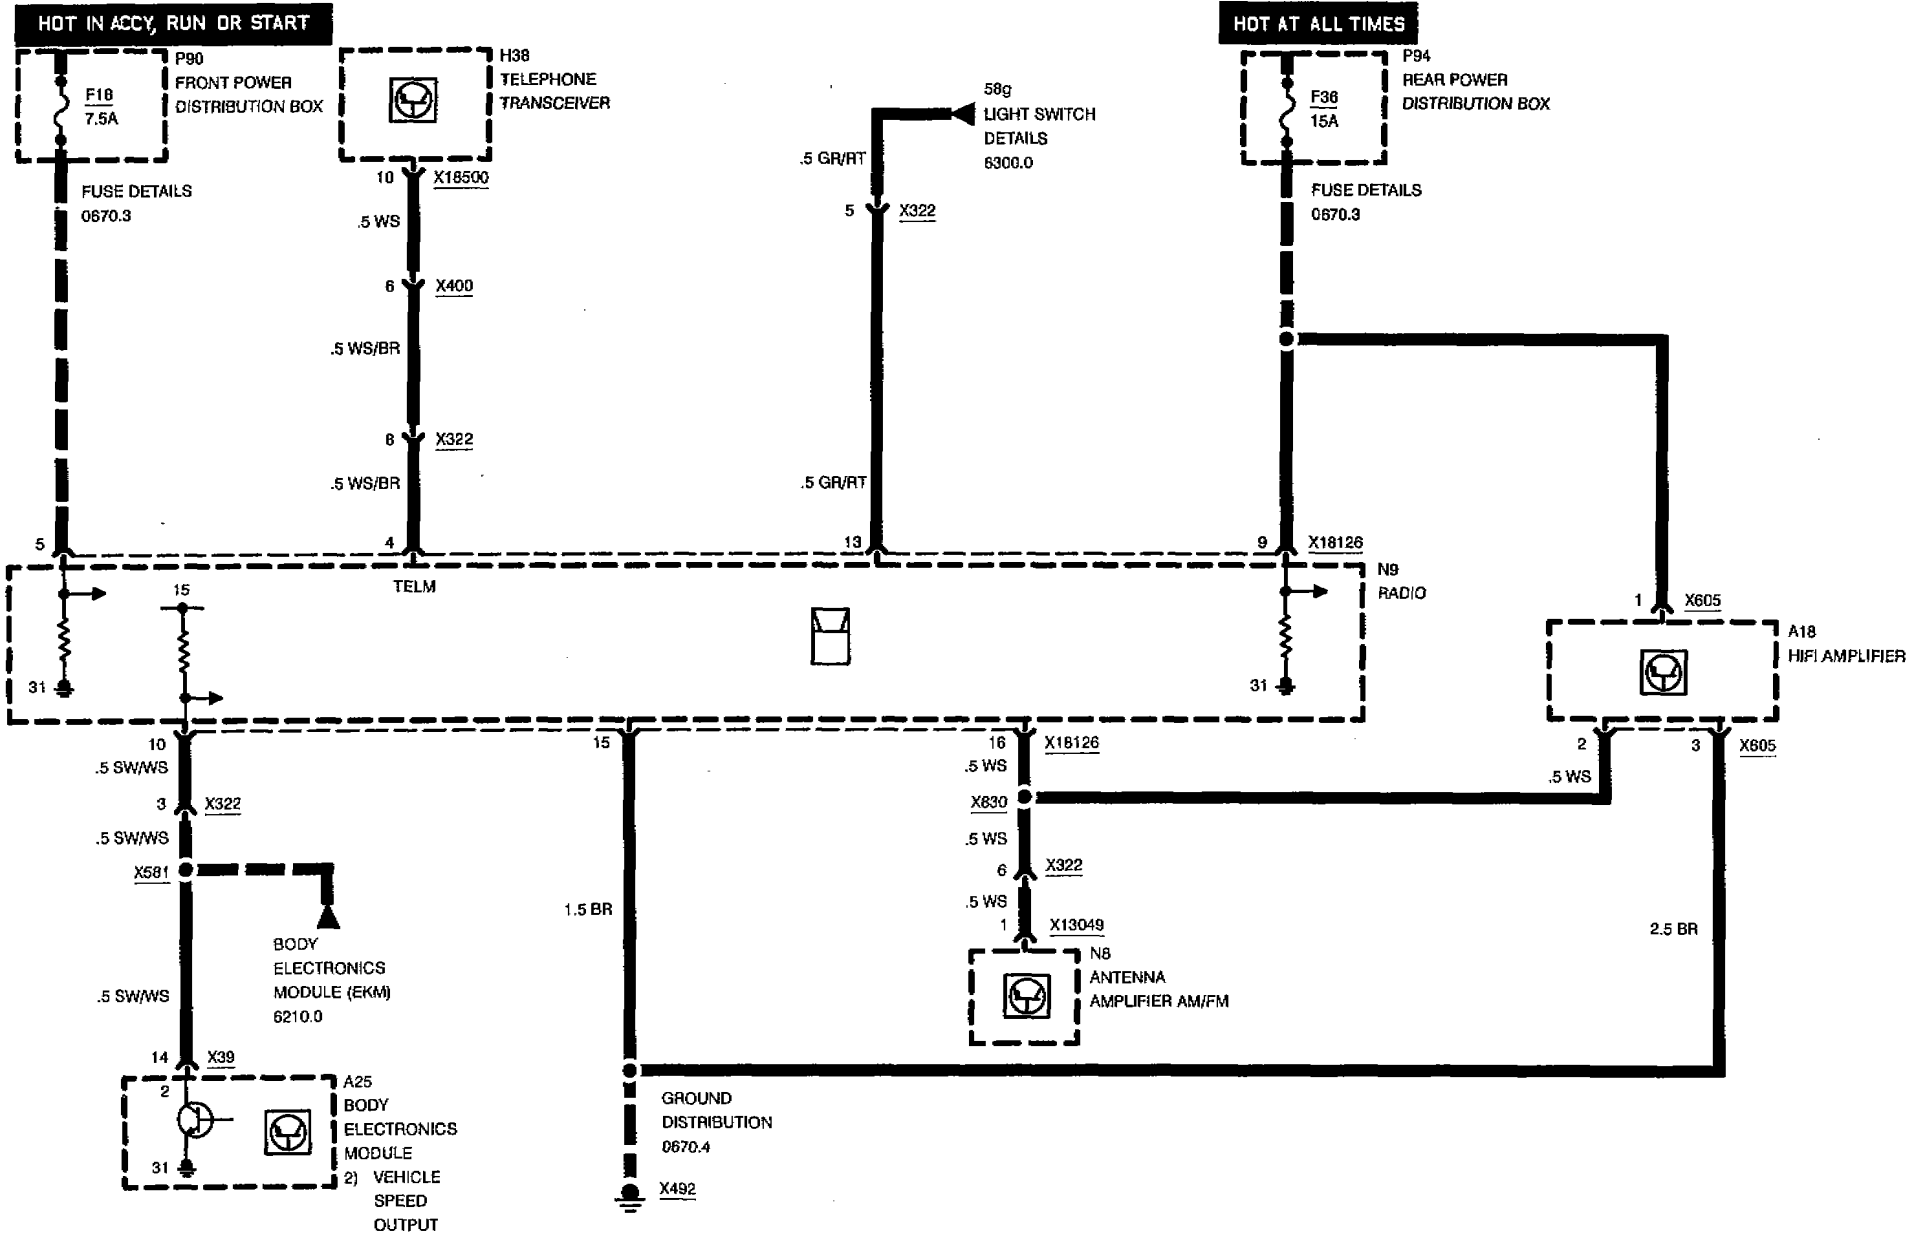 HOT IN ACCY, RUN OR START
HOT AT ALL TIMES
P90
FRONT POWER
DISTRIBUTION BOX
F18
7.5A
FUSE DETAILS
0670.3
H38
TELEPHONE
TRANSCEIVER
10 X18500
.5 WS
6 X400
.5 WS/BR
8 X322
.5 WS/BR
58g
LIGHT SWITCH
DETAILS
6300.0
.5 GR/RT
5 X322
.5 GR/RT
P94
REAR POWER
DISTRIBUTION BOX
F36
15A
FUSE DETAILS
0670.3
5
4
13
9 X18126
TELM
N9
RADIO
15
31
31
1 X605
A18
HIFI AMPLIFIER
10
.5 SW/WS
3 X322
.5 SW/WS
X581
BODY
ELECTRONICS
MODULE (EKM)
6210.0
.5 SW/WS
14 X39
2
31
A25
BODY
ELECTRONICS
MODULE
2) VEHICLE
SPEED
OUTPUT
15
1.5 BR
GROUND
DISTRIBUTION
0670.4
X492
16 X18126
.5 WS
X830
.5 WS
6 X322
.5 WS
1 X13049
N8
ANTENNA
AMPLIFIER AM/FM
2
3 X605
.5 WS
2.5 BR